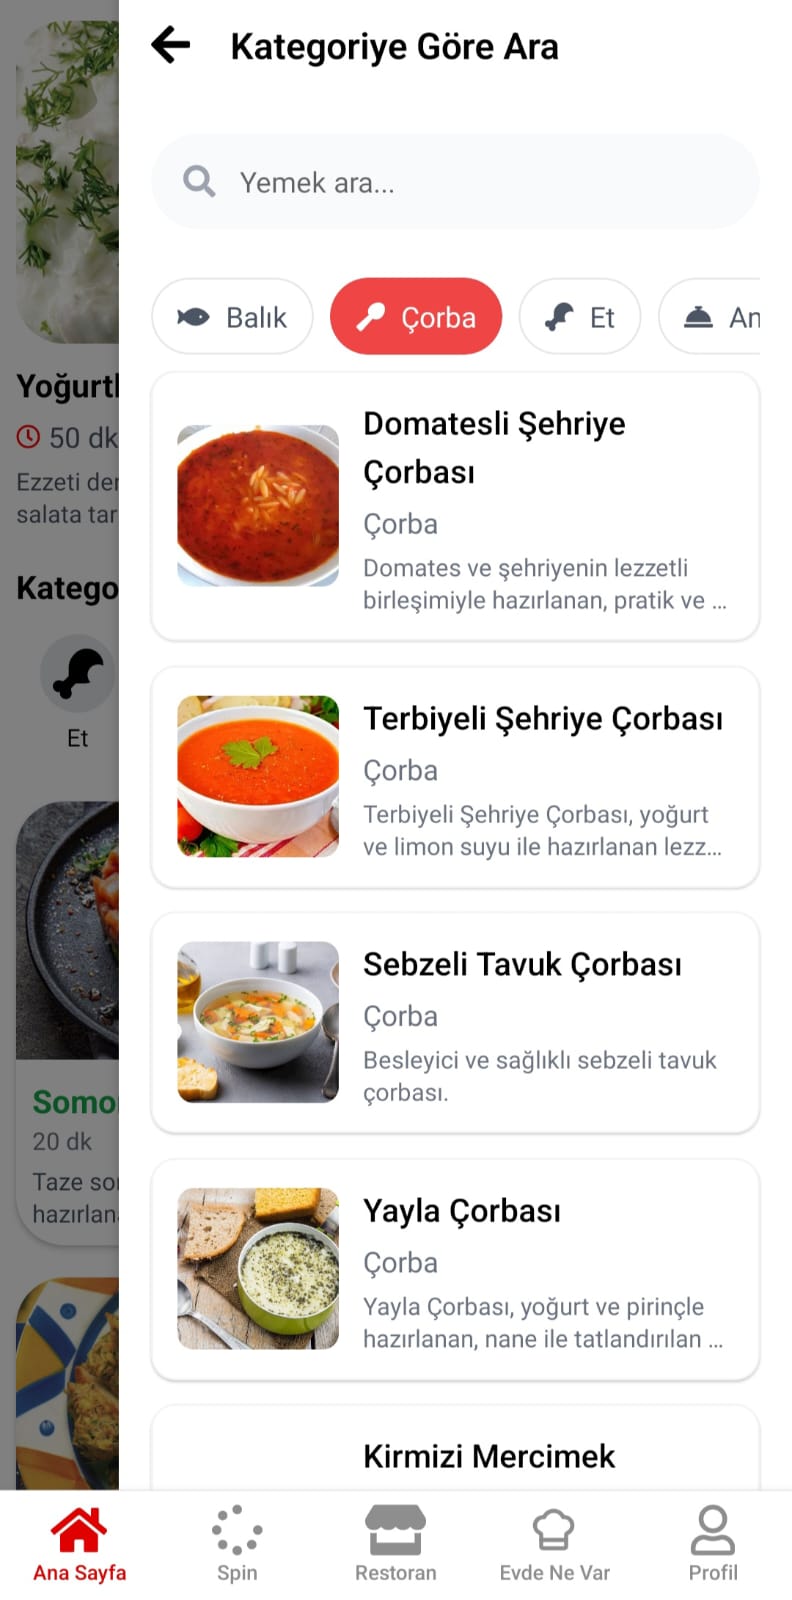 Kategoriye Göre Ara
Yemek ara...
Balık
Çorba
Et
An
Domatesli Şehriye
Çorbası
Çorba
Domates ve şehriyenin lezzetli
birleşimiyle hazırlanan, pratik ve ...
Terbiyeli Şehriye Çorbası
Çorba
Terbiyeli Şehriye Çorbası, yoğurt
ve limon suyu ile hazırlanan lezz...
Sebzeli Tavuk Çorbası
Çorba
Besleyici ve sağlıklı sebzeli tavuk
çorbası.
Yayla Çorbası
Çorba
Yayla Çorbası, yoğurt ve pirinçle
hazırlanan, nane ile tatlandırılan ...
Kirmizi Mercimek
Yoğurtl
50 dk
Ezzeti der
salata tar
Katego
Et
Somo
20 dk
Taze so
hazırlan
Ana Sayfa
Spin
Restoran
Evde Ne Var
Profil